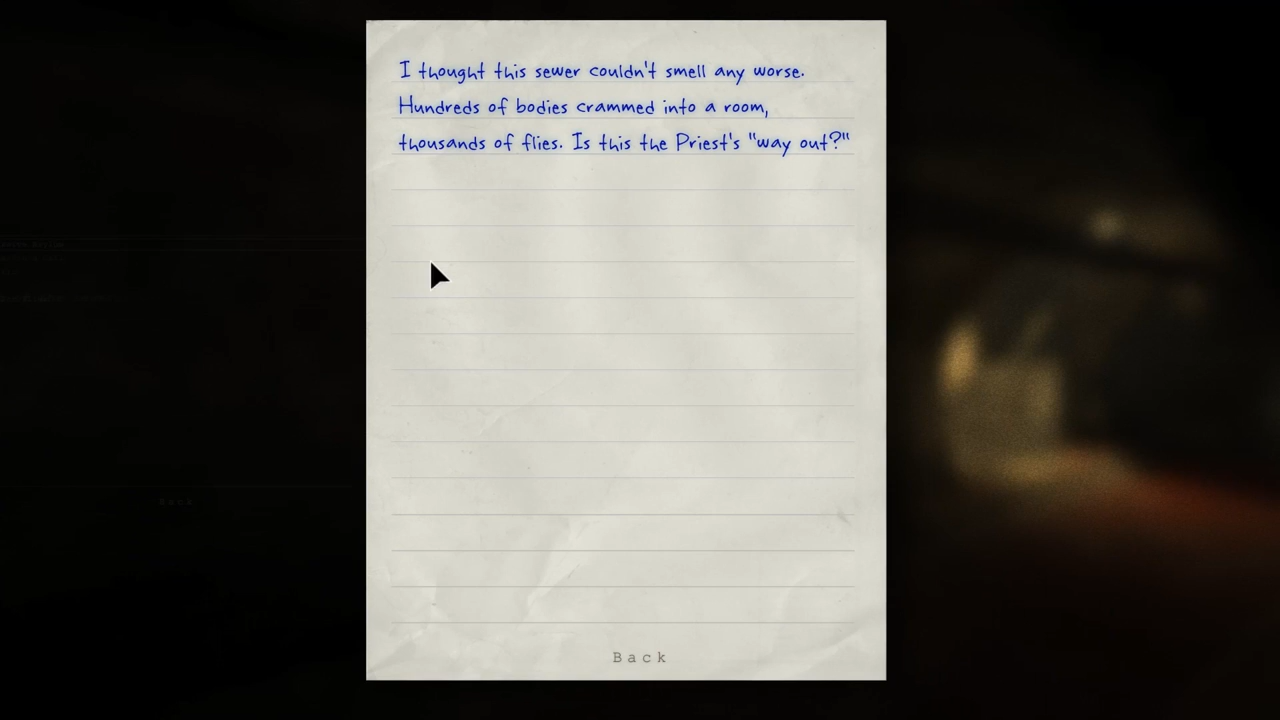 I thought this sewer couldn't smell any worse.
Hundreds of bodies crammed into a room,
thousands of flies. Is this the Priest's "way out?"
Back
Back